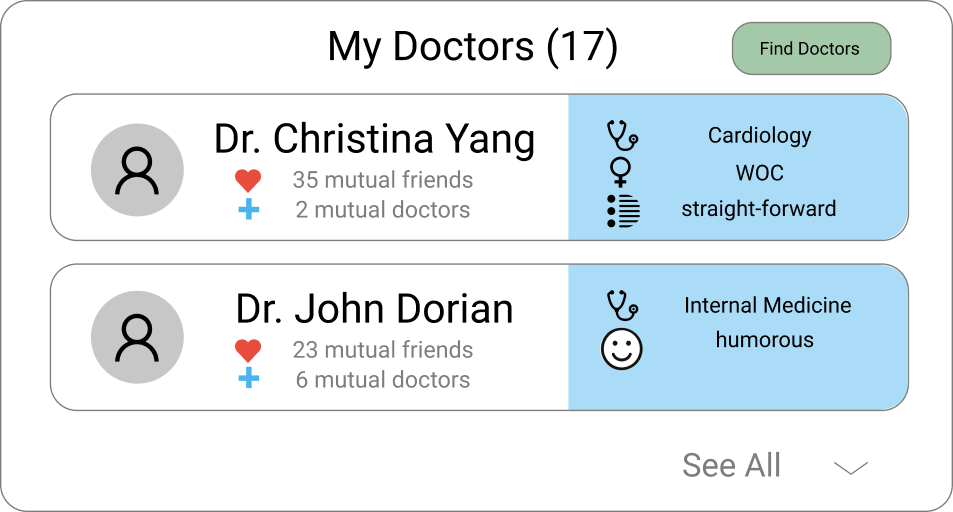 My Doctors (17)
Find Doctors
Dr. Christina Yang
35 mutual friends
2 mutual doctors
Cardiology
WOC
straight-forward
Dr. John Dorian
23 mutual friends
6 mutual doctors
Internal Medicine
humorous
See All